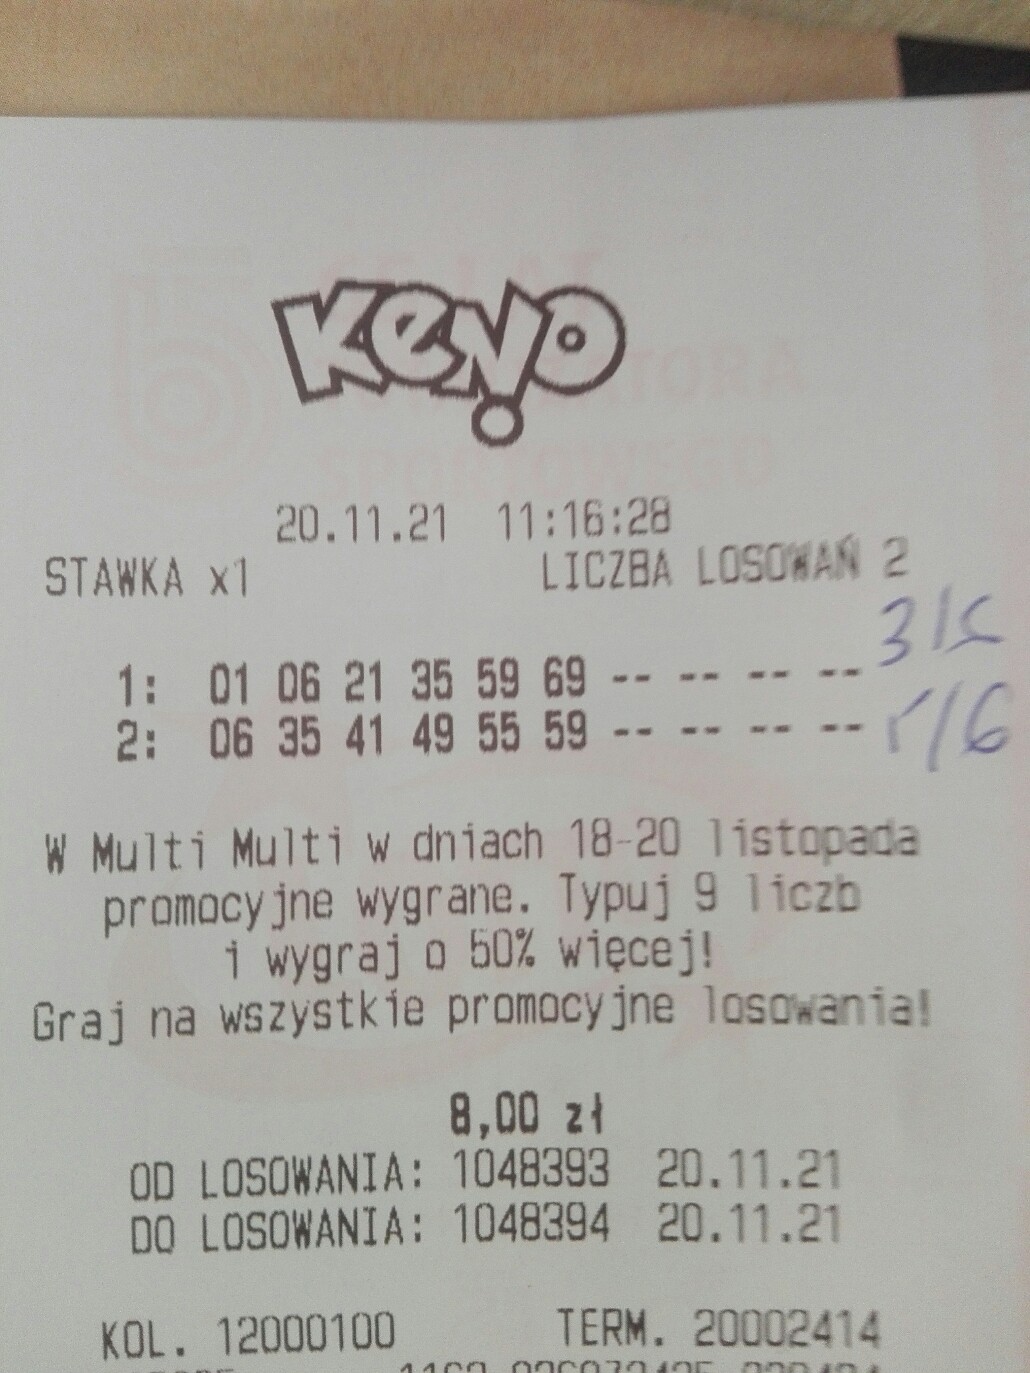 KENO
20.11.21 11:16:28
STAWKA x1 LICZBA LOSOWAŃ 2
1: 01 06 21 35 59 69 -- -- -- --
2: 06 35 41 49 55 59 -- -- -- --
W Multi Multi w dniach 18-20 listopada
promocyjne wygrane. Typuj 9 liczb
i wygraj o 50% więcej!
Graj na wszystkie promocyjne losowania!
8,00 zł
OD LOSOWANIA: 1048393 20.11.21
DO LOSOWANIA: 1048394 20.11.21
KOL. 12000100 TERM. 20002414